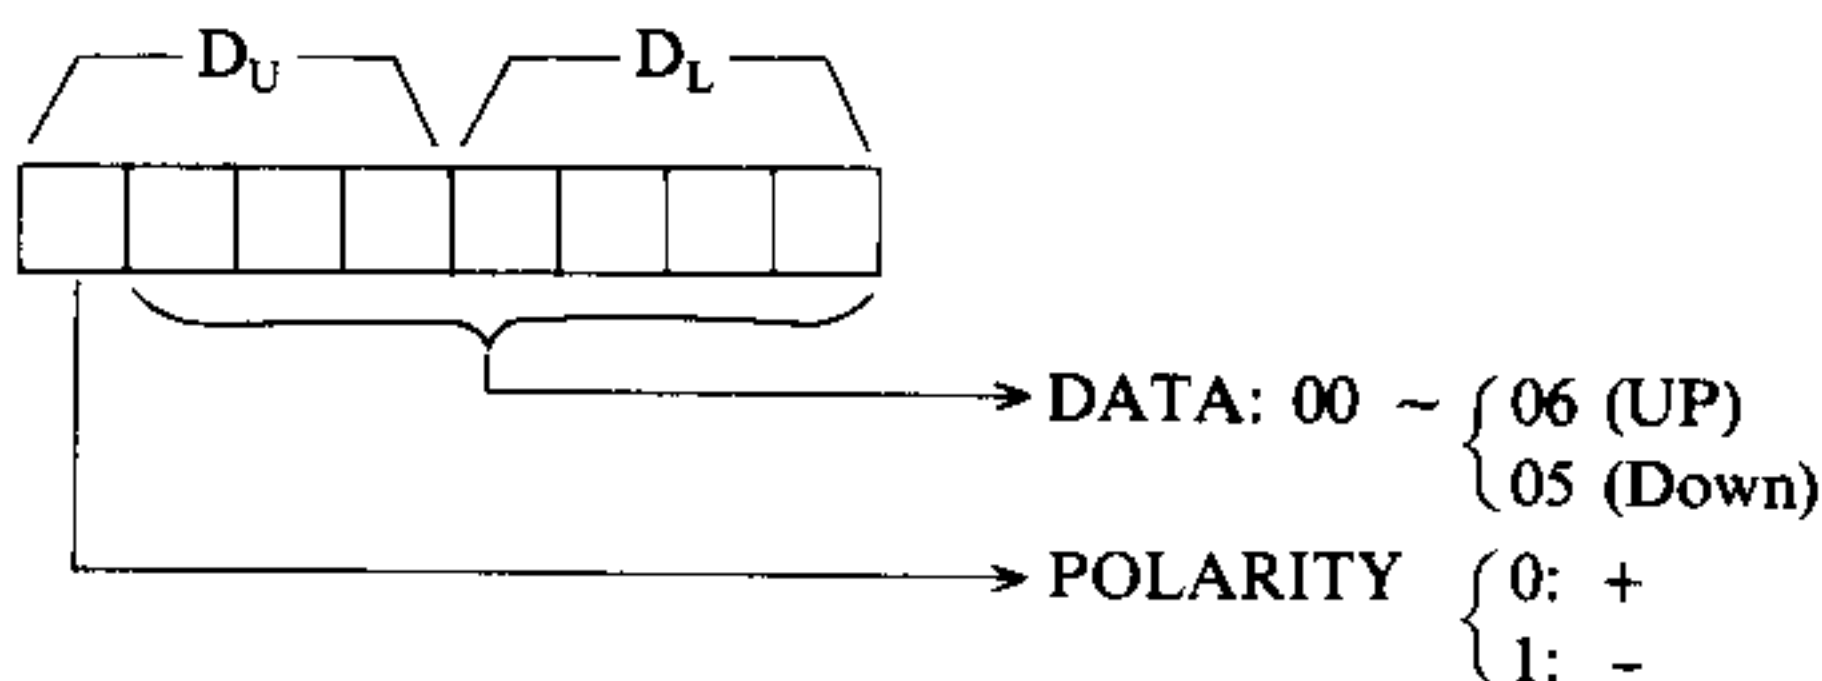 D_U D_L
DATA: 00 ~ { 06 (UP)
05 (Down)
POLARITY { 0: +
1: -